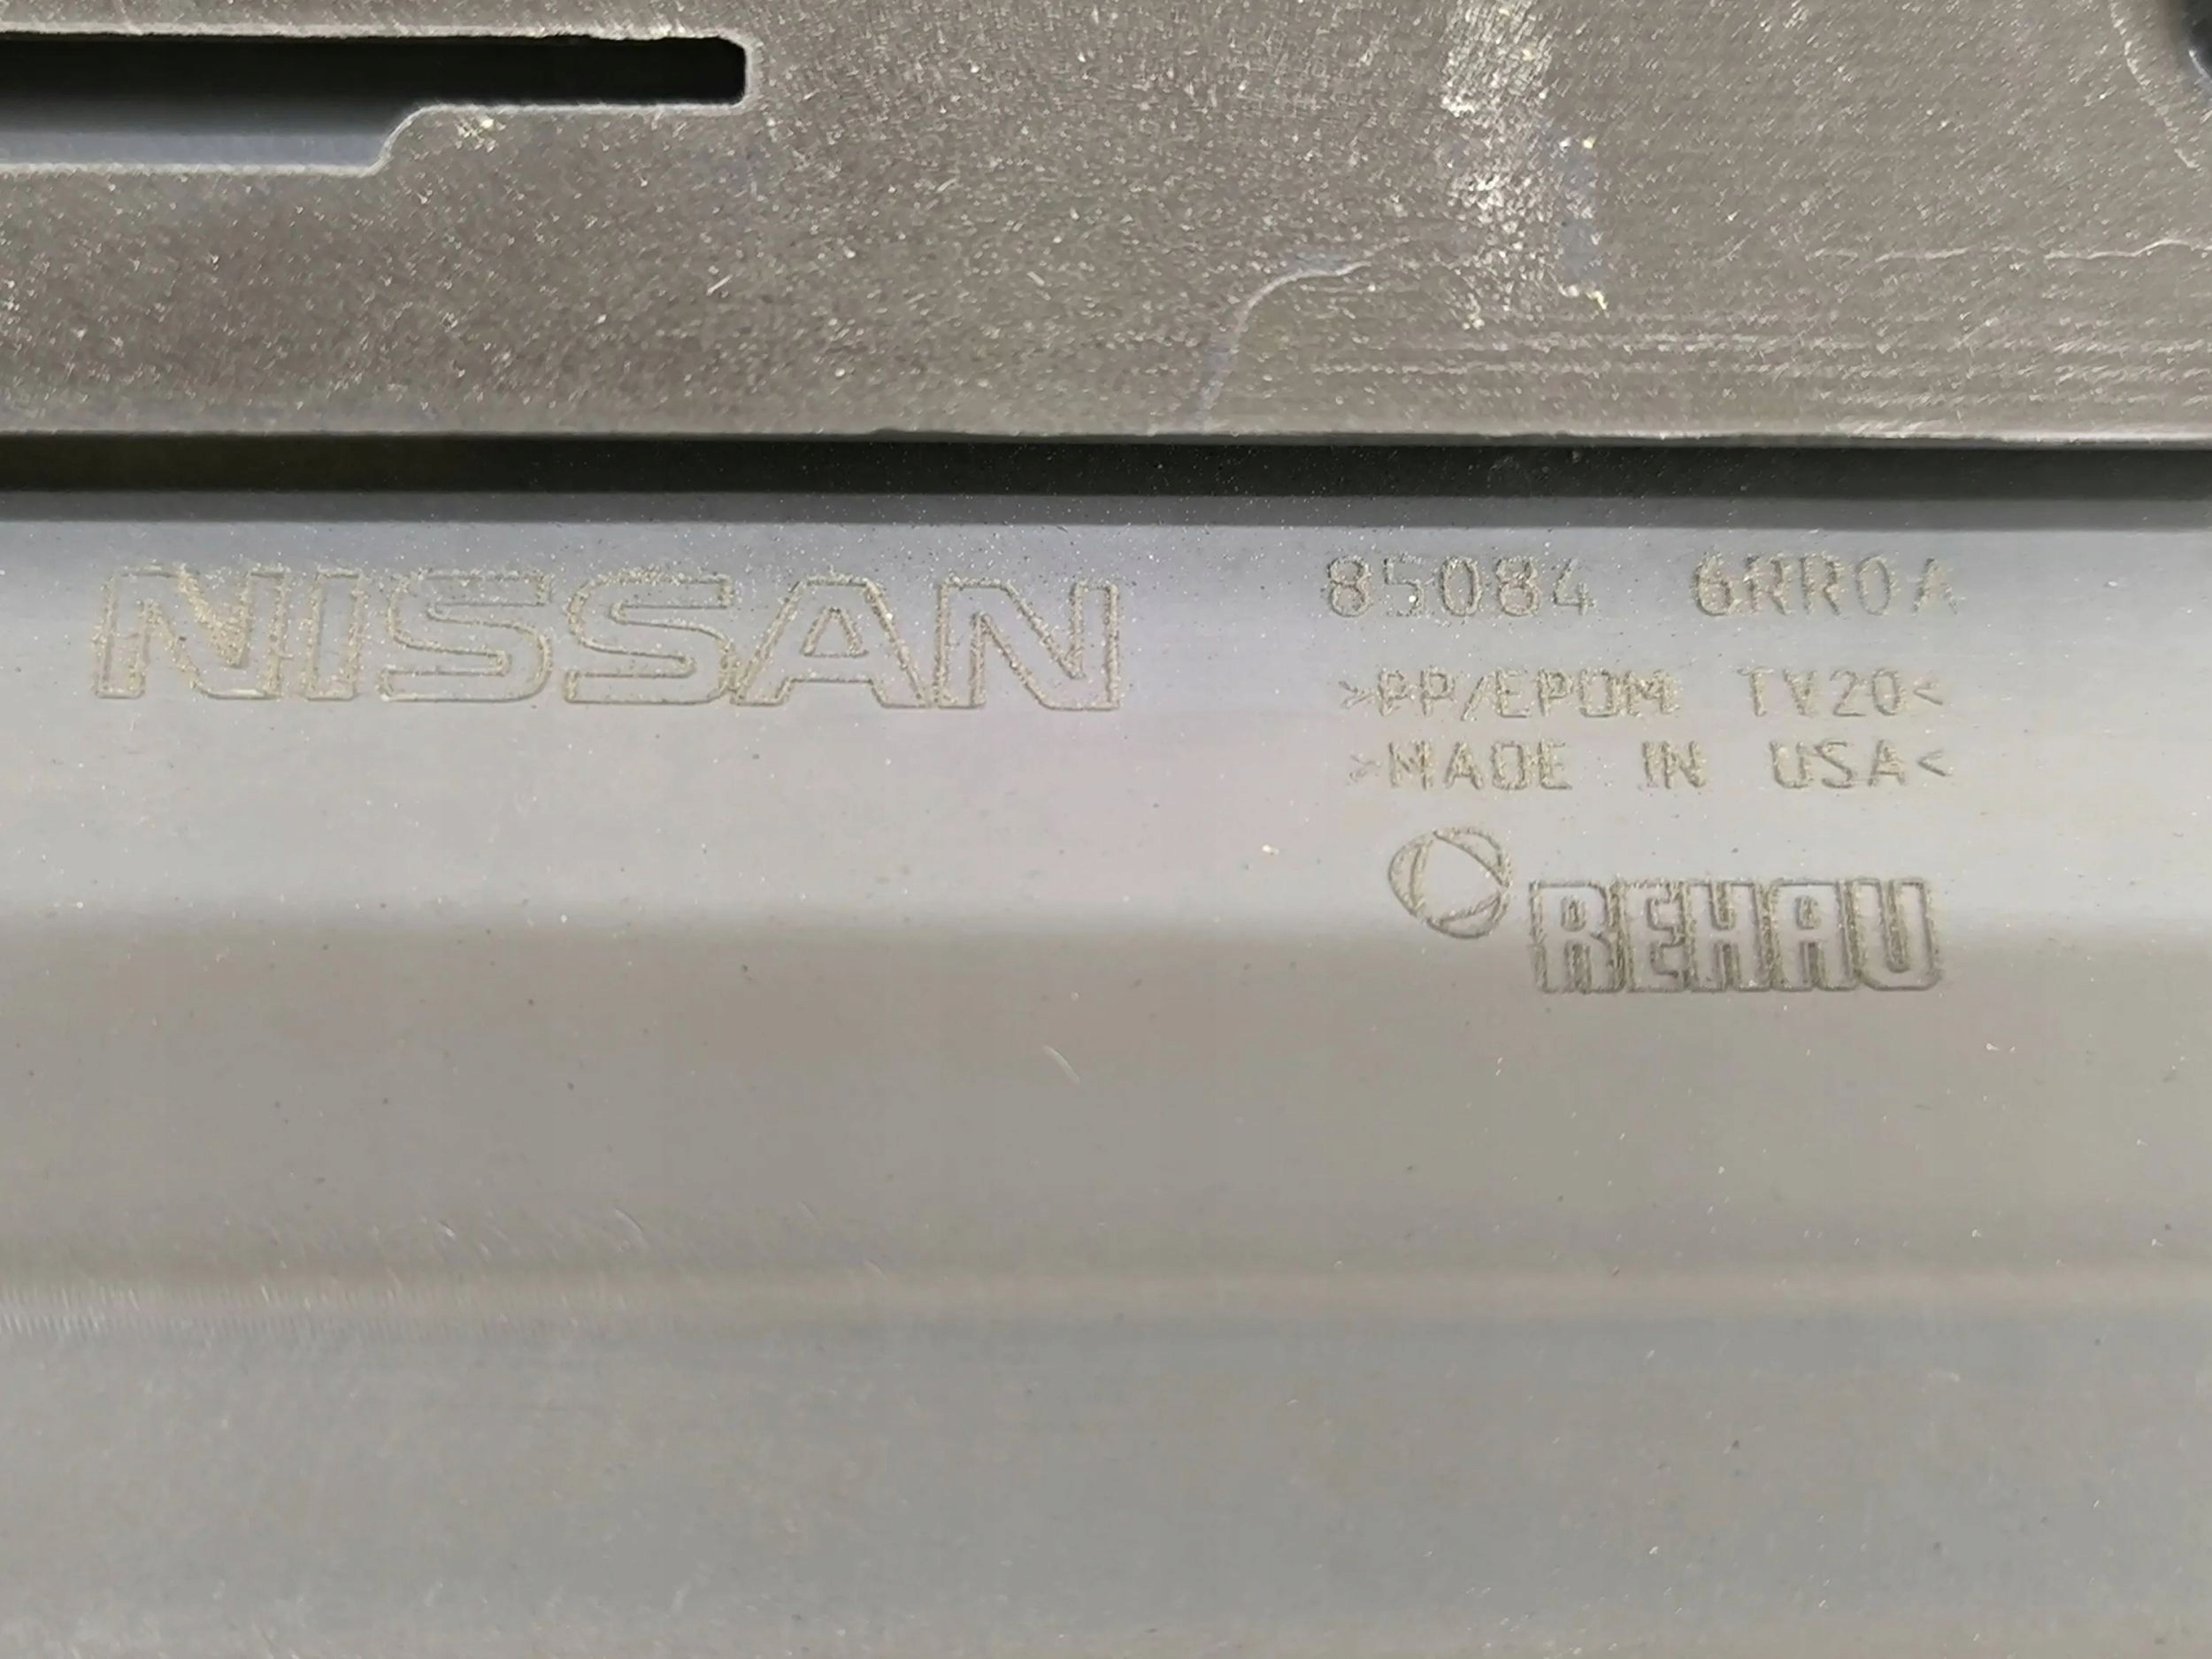 NISSAN
85084 6RR0A
>PP/EPDM TV20<
>MADE IN USA<
REHAU